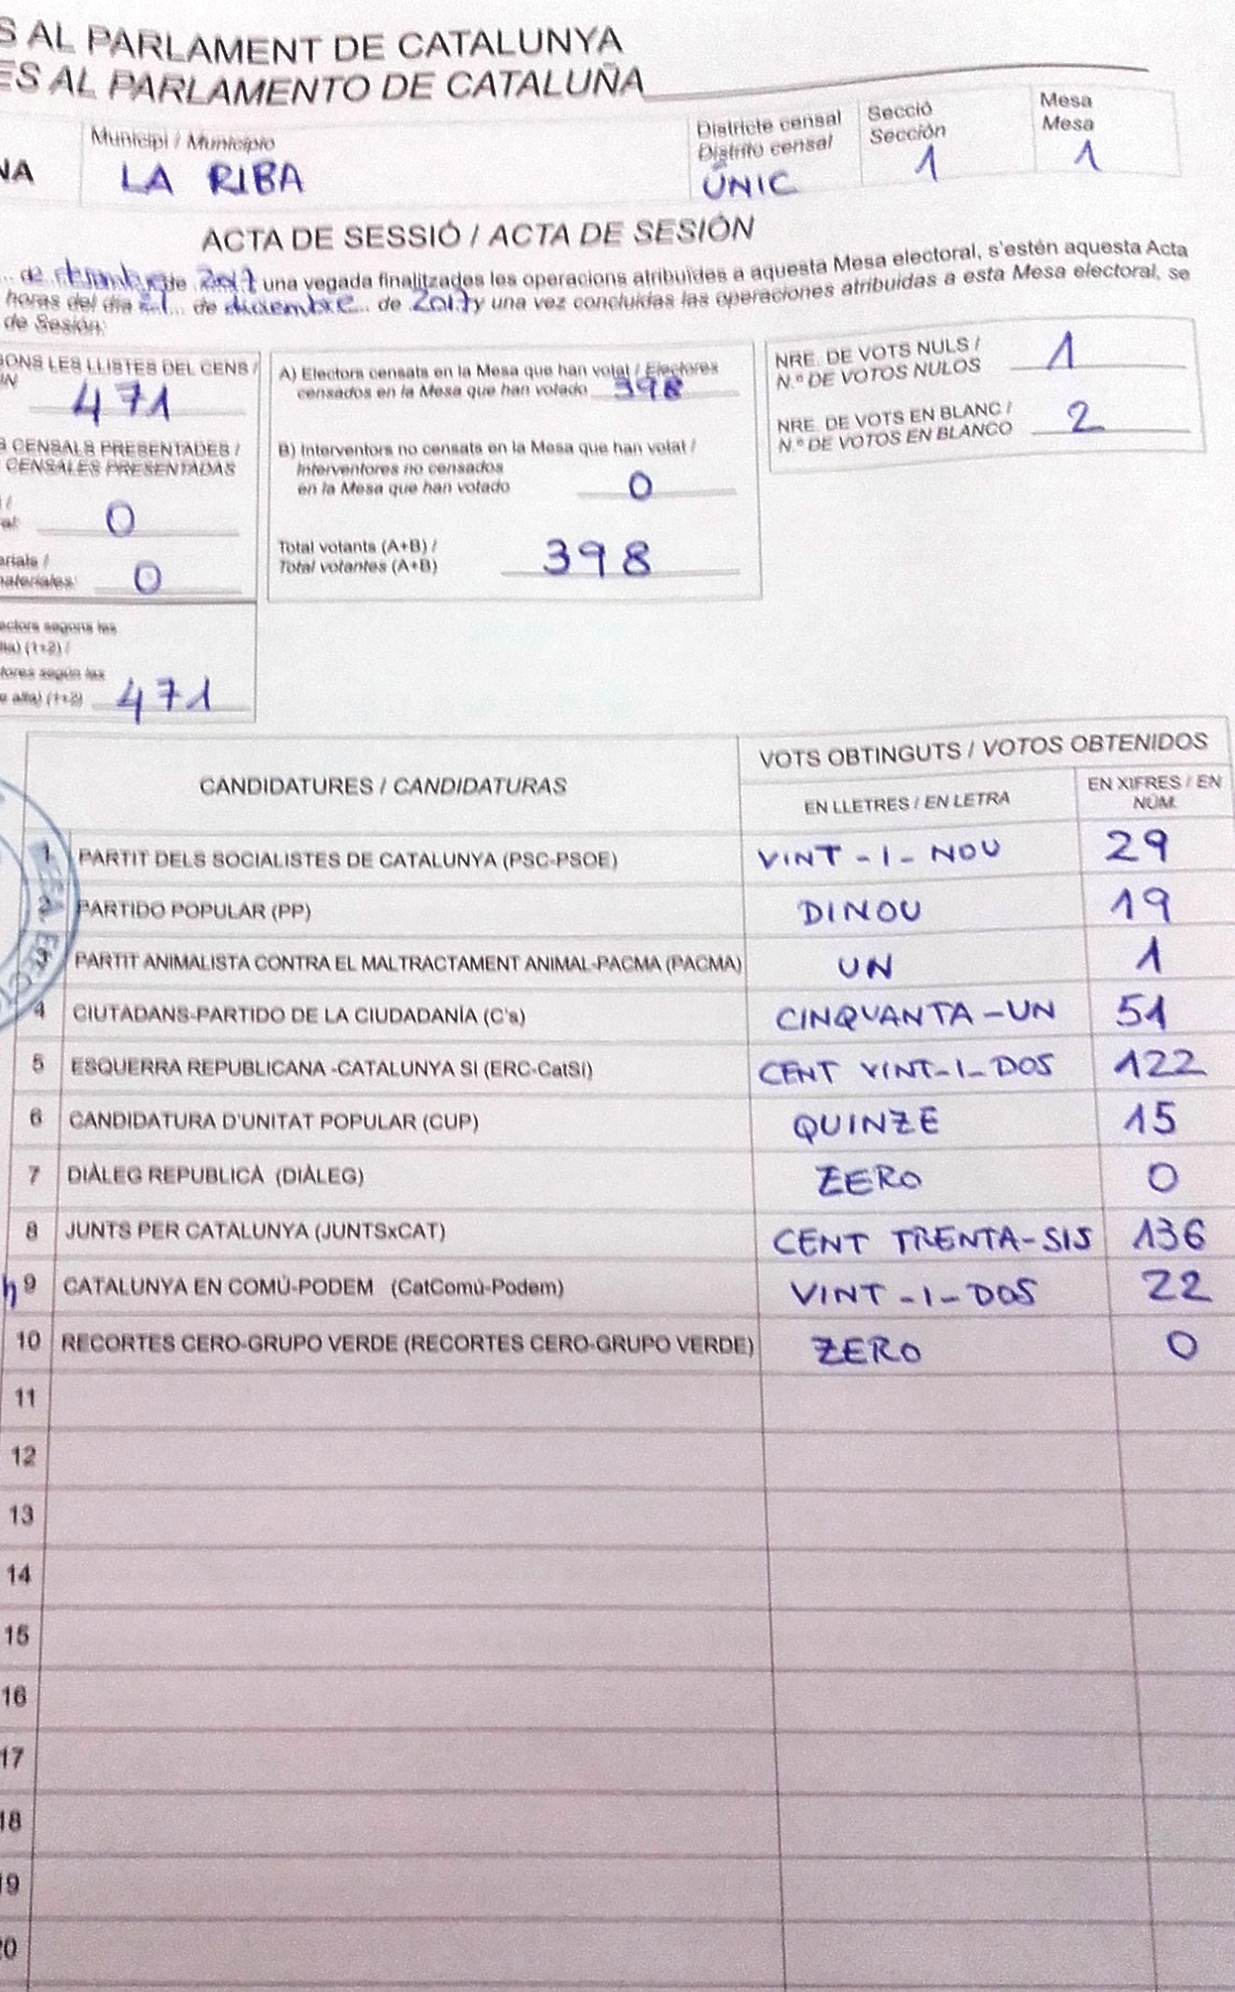 S AL PARLAMENT DE CATALUNYA
ES AL PARLAMENTO DE CATALUÑA
NA
Municipi / Municipio
LA RIBA
Districte censal
Distrito censal
ÚNIC
Secció
Sección
1
Mesa
Mesa
1
ACTA DE SESSIÓ / ACTA DE SESIÓN
... de desembre de 2017 una vegada finalitzades les operacions atribuïdes a aquesta Mesa electoral, s'estén aquesta Acta
horas del día 21 ... de diciembre ... de 2017 y una vez concluidas las operaciones atribuidas a esta Mesa electoral, se
de Sesión:
GONS LES LLISTES DEL CENS /
471
S CENSALS PRESENTADES /
CENSALES PRESENTADAS
0
materiales:
0
ectors segons les
(1+2) /
tores según las
(1+2)
471
A) Electors censats en la Mesa que han votat / Electores
censados en la Mesa que han votado 398
B) Interventors no censats en la Mesa que han votat /
Interventores no censados
en la Mesa que han votado 0
Total votants (A+B) /
Total votantes (A+B) 398
NRE. DE VOTS NULS /
N.º DE VOTOS NULOS 1
NRE. DE VOTS EN BLANC /
N.º DE VOTOS EN BLANCO 2
CANDIDATURES / CANDIDATURAS
VOTS OBTINGUTS / VOTOS OBTENIDOS
EN LLETRES / EN LETRA
EN XIFRES / EN
NÚM.
1 PARTIT DELS SOCIALISTES DE CATALUNYA (PSC-PSOE) VINT-I-NOU 29
2 PARTIDO POPULAR (PP) DINOU 19
3 PARTIT ANIMALISTA CONTRA EL MALTRACTAMENT ANIMAL-PACMA (PACMA) UN 1
4 CIUTADANS-PARTIDO DE LA CIUDADANÍA (C's) CINQUANTA-UN 51
5 ESQUERRA REPUBLICANA -CATALUNYA SI (ERC-CatSí) CENT VINT-I-DOS 122
6 CANDIDATURA D'UNITAT POPULAR (CUP) QUINZE 15
7 DIÀLEG REPUBLICÀ (DIÀLEG) ZERO 0
8 JUNTS PER CATALUNYA (JUNTSxCAT) CENT TRENTA-SIS 136
9 CATALUNYA EN COMÚ-PODEM (CatComú-Podem) VINT-I-DOS 22
10 RECORTES CERO-GRUPO VERDE (RECORTES CERO-GRUPO VERDE) ZERO 0
11
12
13
14
15
16
17
18
19
20